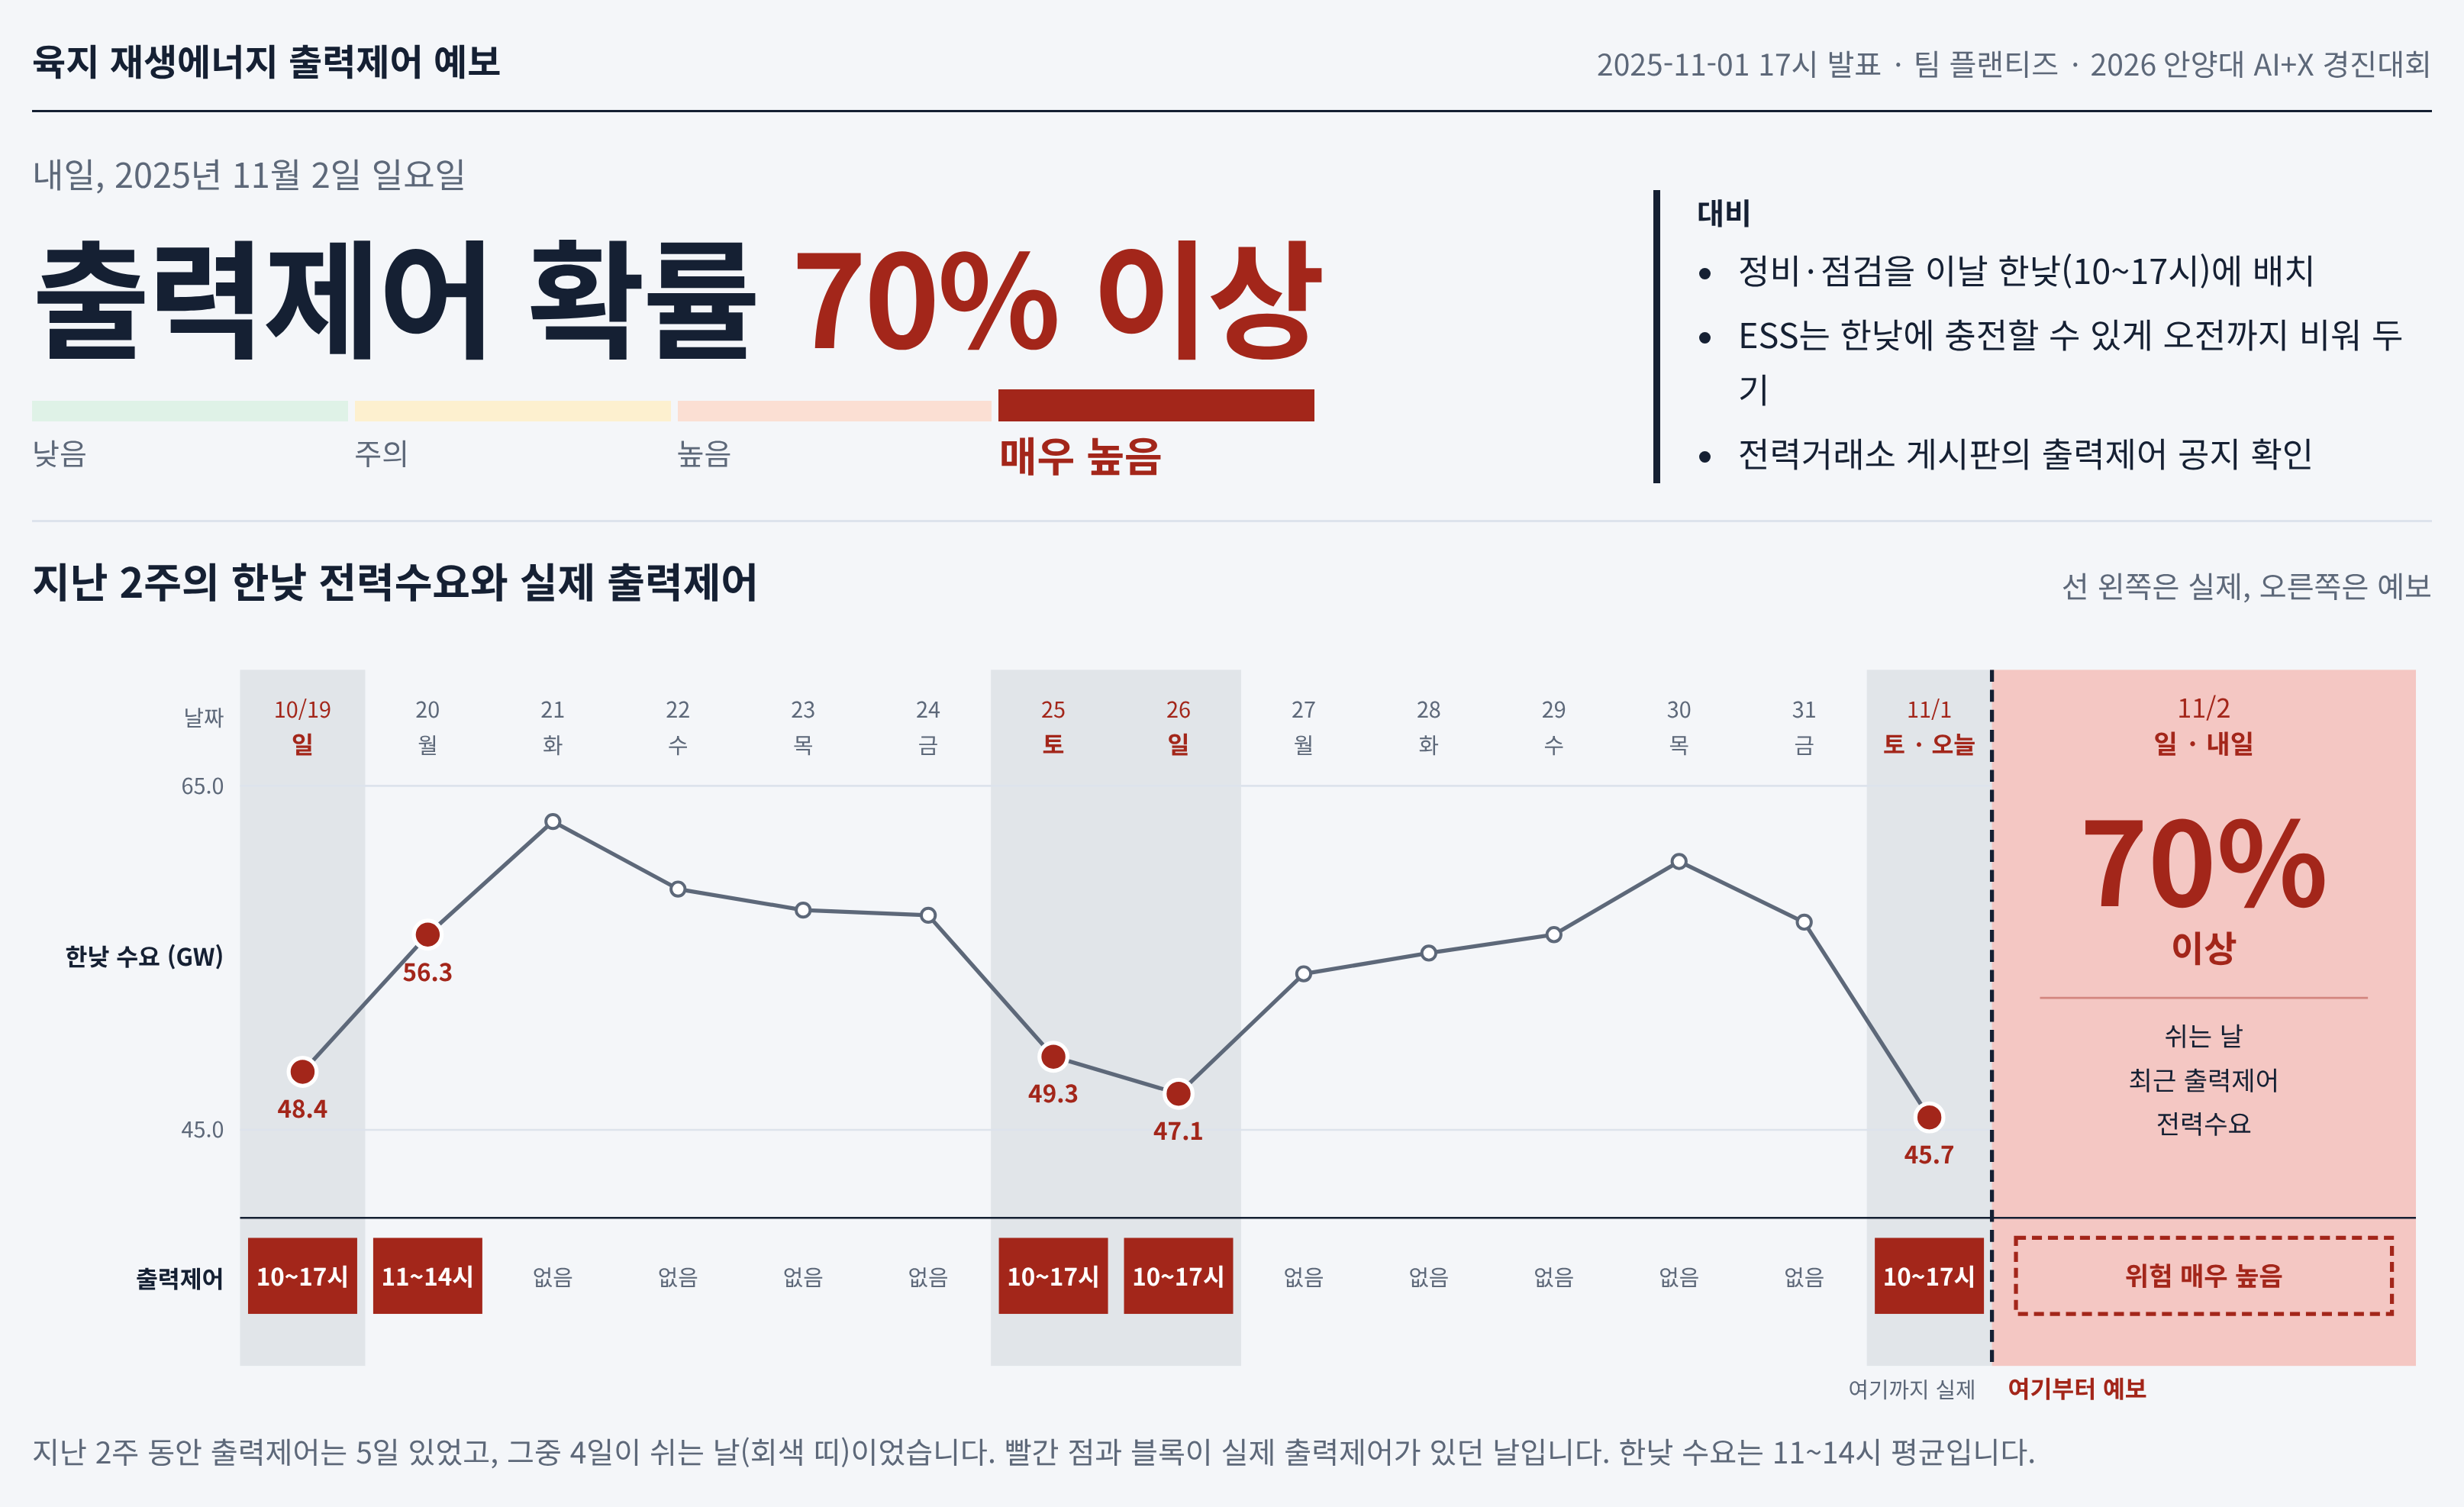 육지 재생에너지 출력제어 예보
2025-11-01 17시 발표 · 팀 플랜티즈 · 2026 안양대 AI+X 경진대회
내일, 2025년 11월 2일 일요일
출력제어 확률 70% 이상
낮음
주의
높음
매우 높음
대비
• 정비·점검을 이날 한낮(10~17시)에 배치
• ESS는 한낮에 충전할 수 있게 오전까지 비워 두
기
• 전력거래소 게시판의 출력제어 공지 확인
지난 2주의 한낮 전력수요와 실제 출력제어
선 왼쪽은 실제, 오른쪽은 예보
날짜
10/19 20 21 22 23 24 25 26 27 28 29 30 31 11/1 11/2
일 월 화 수 목 금 토 일 월 화 수 목 금 토 · 오늘 일 · 내일
65.0
한낮 수요 (GW)
45.0
48.4
56.3
49.3
47.1
45.7
70%
이상
쉬는 날
최근 출력제어
전력수요
출력제어
10~17시 11~14시 없음 없음 없음 없음 10~17시 10~17시 없음 없음 없음 없음 없음 10~17시 위험 매우 높음
여기까지 실제
여기부터 예보
지난 2주 동안 출력제어는 5일 있었고, 그중 4일이 쉬는 날(회색 띠)이었습니다. 빨간 점과 블록이 실제 출력제어가 있던 날입니다. 한낮 수요는 11~14시 평균입니다.